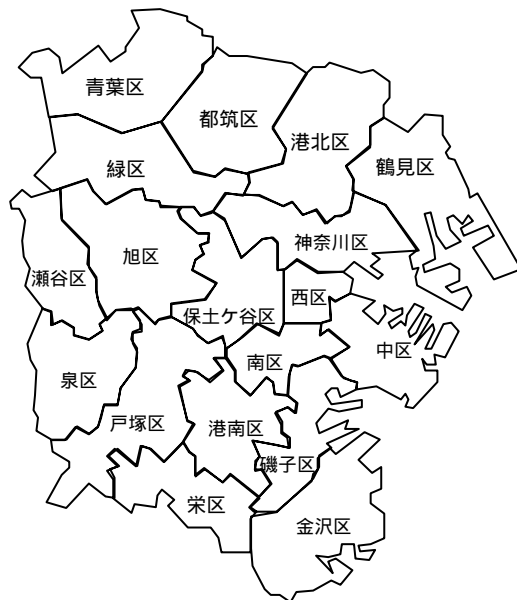 青葉区
都筑区
港北区
鶴見区
緑区
神奈川区
旭区
瀬谷区
西区
保土ケ谷区
中区
南区
泉区
戸塚区
港南区
磯子区
栄区
金沢区